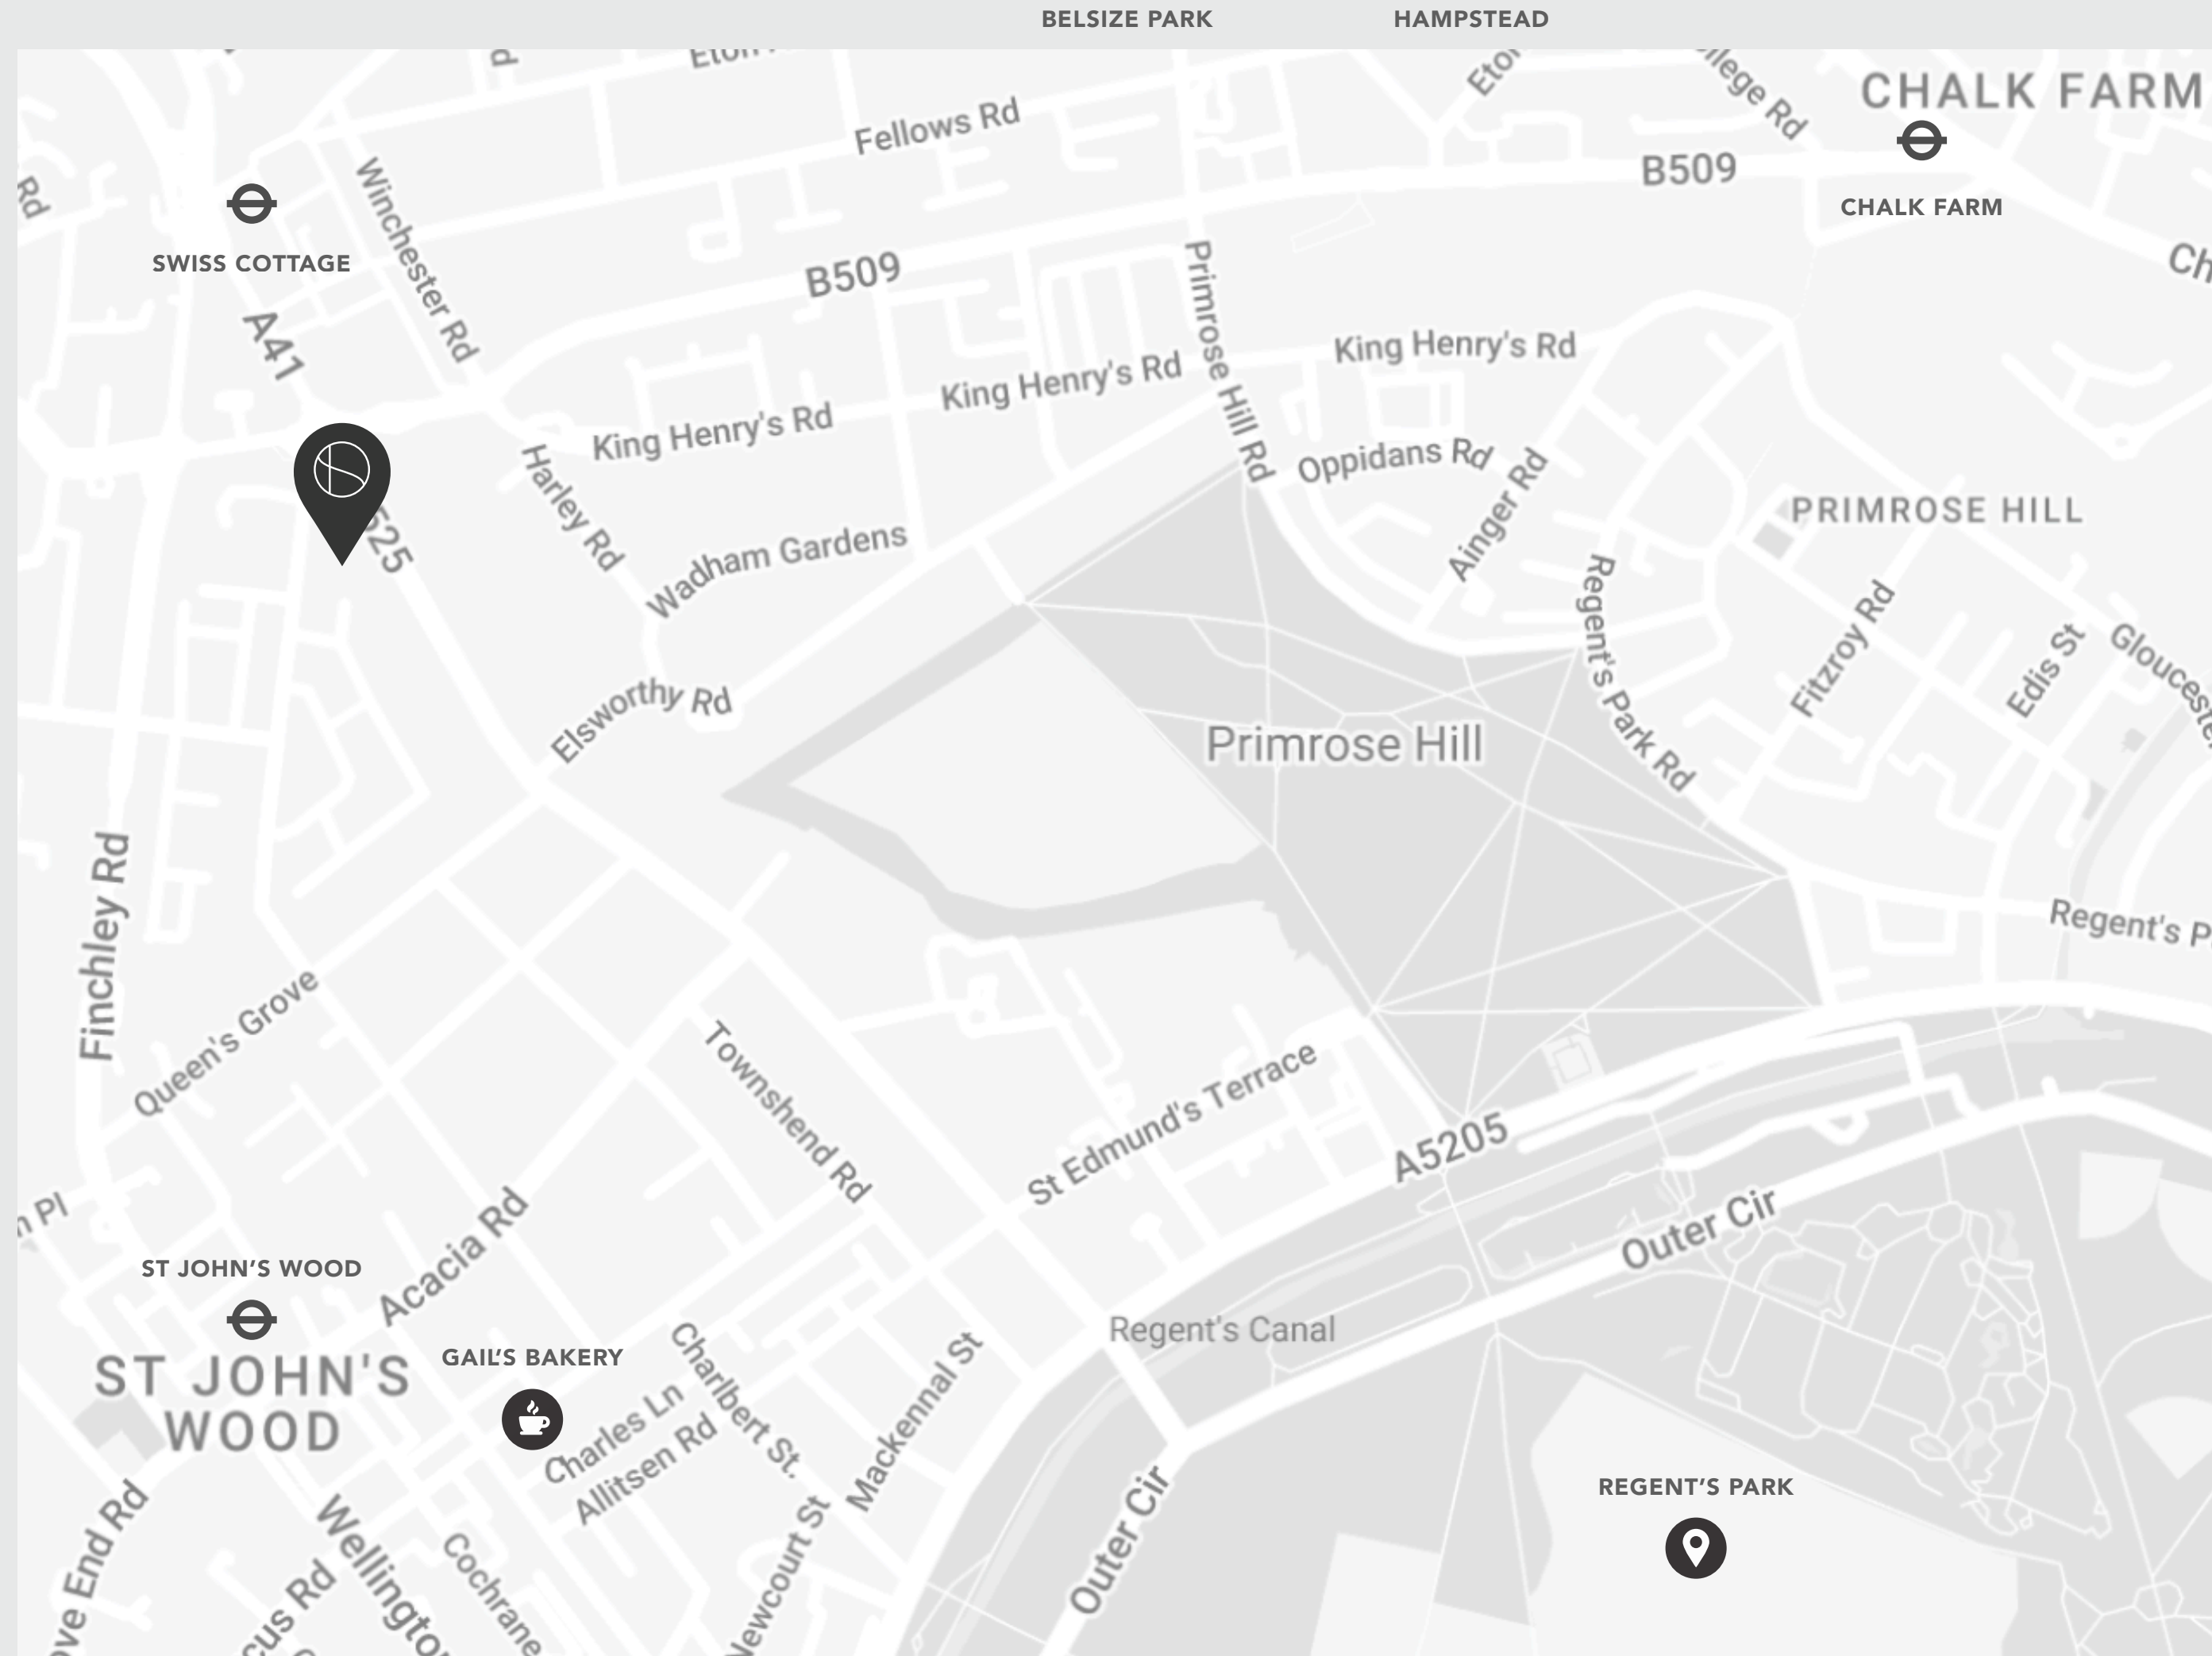 BELSIZE PARK
HAMPSTEAD
Fellows Rd
CHALK FARM
B509
CHALK FARM
Winchester Rd
SWISS COTTAGE
Rd
A41
B509
Primrose Hill Rd
King Henry's Rd
King Henry's Rd
King Henry's Rd
Harley Rd
Oppidans Rd
Ainger Rd
PRIMROSE HILL
Wadham Gardens
Regent's Park Rd
Fitzroy Rd
Edis St
Elsworthy Rd
Primrose Hill
Finchley Rd
Queen's Grove
Regent's P
Townshend Rd
St Edmund's Terrace
A5205
Outer Cir
ST JOHN'S WOOD
Acacia Rd
ST JOHN'S
WOOD
GAIL'S BAKERY
Charles Ln
Allitsen Rd
Charlbert St.
Mackennal St
Regent's Canal
REGENT'S PARK
Outer Cir
Cochrane